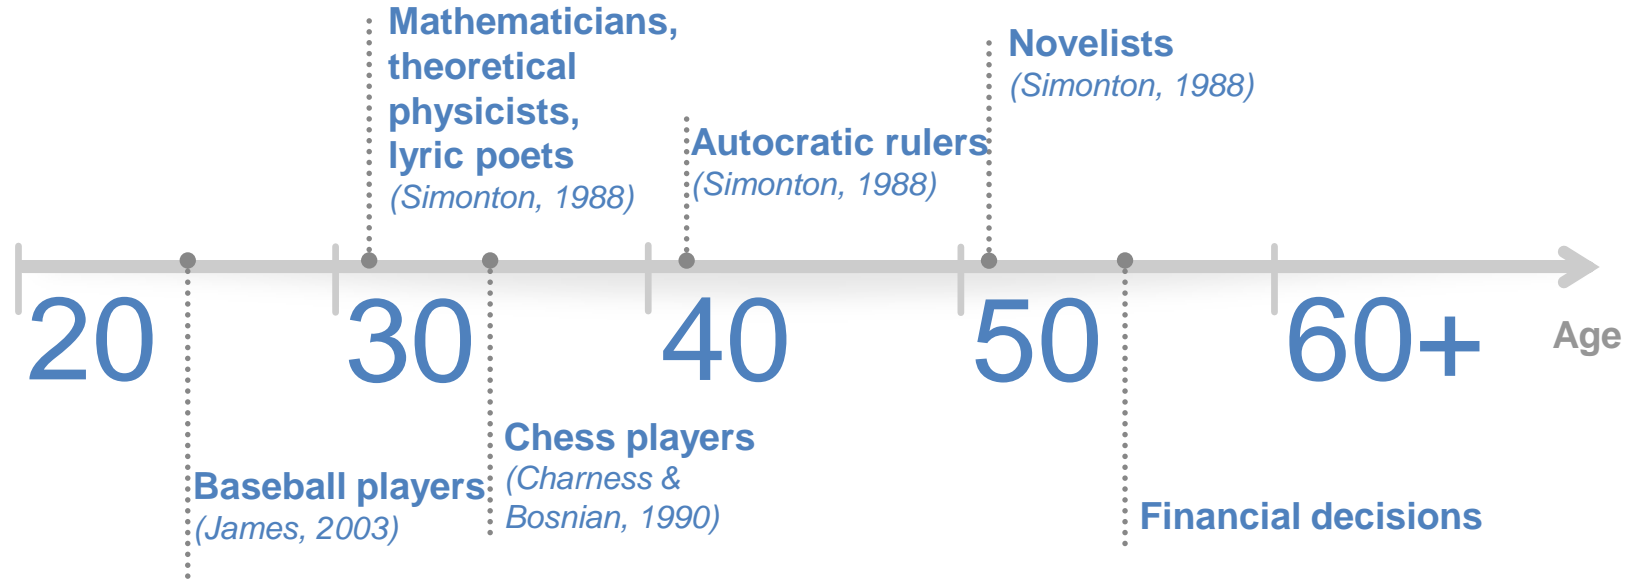 Mathematicians,
theoretical
physicists,
lyric poets
(Simonton, 1988)
Autocratic rulers
(Simonton, 1988)
Novelists
(Simonton, 1988)
20
30
40
50
60+
Age
Baseball players
(James, 2003)
Chess players
(Charness &
Bosnian, 1990)
Financial decisions